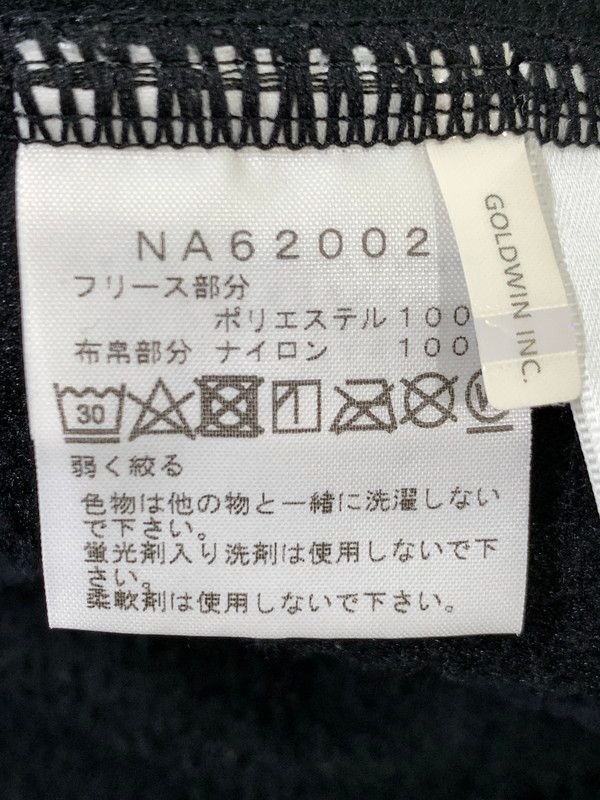 NA62002
フリース部分
ポリエステル 100
布帛部分 ナイロン 100
30
弱く絞る
色物は他の物と一緒に洗濯しない
で下さい。
蛍光剤入り洗剤は使用しないで下
さい。
柔軟剤は使用しないで下さい。
GOLDWIN INC.